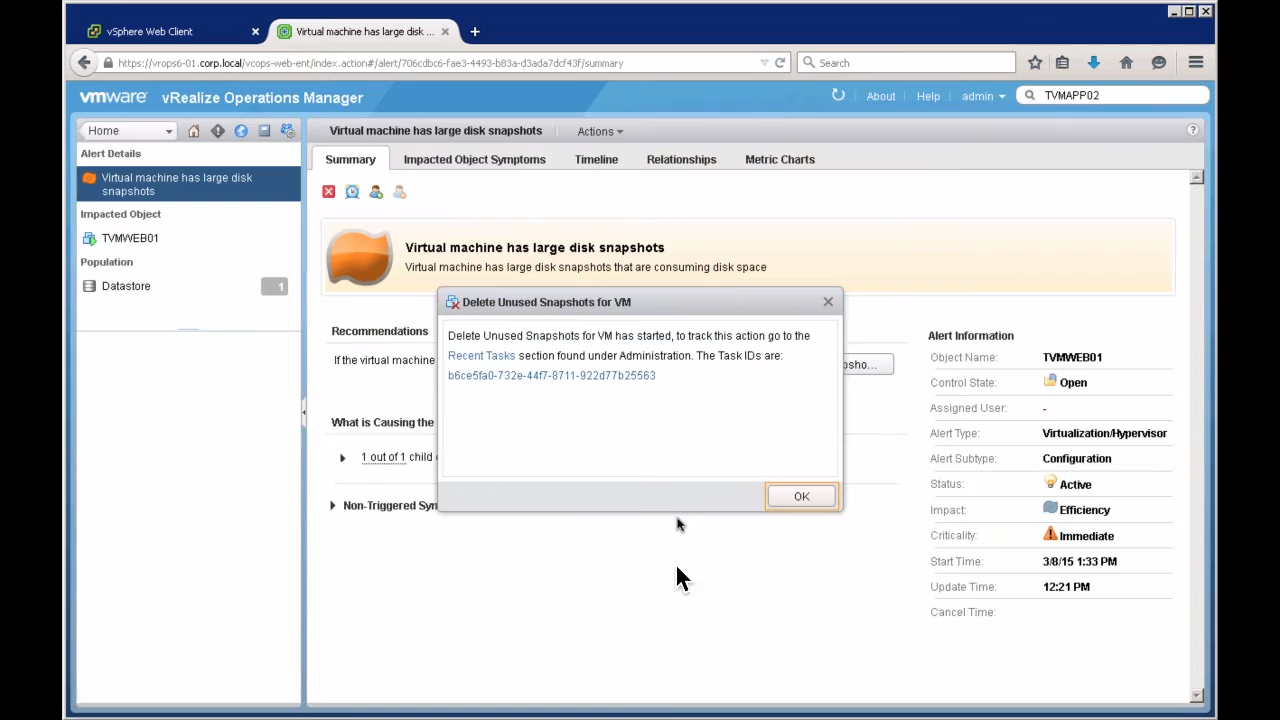 vSphere Web Client
Virtual machine has large disk ...
https://vrops6-01.corp.local/vcops-web-ent/index.action#/alert/706cdbc6-fae3-4493-b83a-d3ada7dcf43f/summary
Search
vmware vRealize Operations Manager
About
Help
admin
TVMAPP02
Home
Virtual machine has large disk snapshots
Actions
?
Alert Details
Virtual machine has large disk
snapshots
Impacted Object
TVMWEB01
Population
Datastore
1
Summary
Impacted Object Symptoms
Timeline
Relationships
Metric Charts
Virtual machine has large disk snapshots
Virtual machine has large disk snapshots that are consuming disk space
Recommendations
If the virtual machine
psho...
What is Causing the
1 out of 1 child
Non-Triggered Sym
Delete Unused Snapshots for VM
Delete Unused Snapshots for VM has started, to track this action go to the
Recent Tasks section found under Administration. The Task IDs are:
b6ce5fa0-732e-44f7-8711-922d77b25563
OK
Alert Information
Object Name: TVMWEB01
Control State: Open
Assigned User: -
Alert Type: Virtualization/Hypervisor
Alert Subtype: Configuration
Status: Active
Impact: Efficiency
Criticality: Immediate
Start Time: 3/8/15 1:33 PM
Update Time: 12:21 PM
Cancel Time: